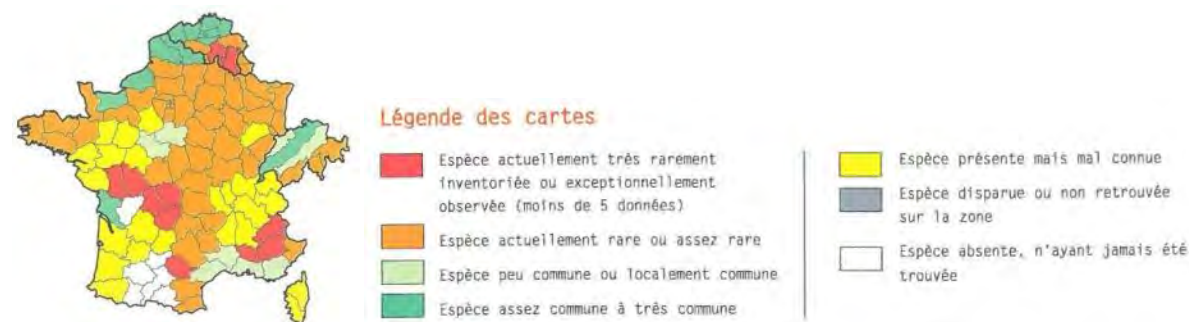 Légende des cartes
Espèce actuellement très rarement
inventoriée ou exceptionnellement
observée (moins de 5 données)
Espèce actuellement rare ou assez rare
Espèce peu commune ou localement commune
Espèce assez commune à très commune
Espèce présente mais mal connue
Espèce disparue ou non retrouvée
sur la zone
Espèce absente, n'ayant jamais été
trouvée